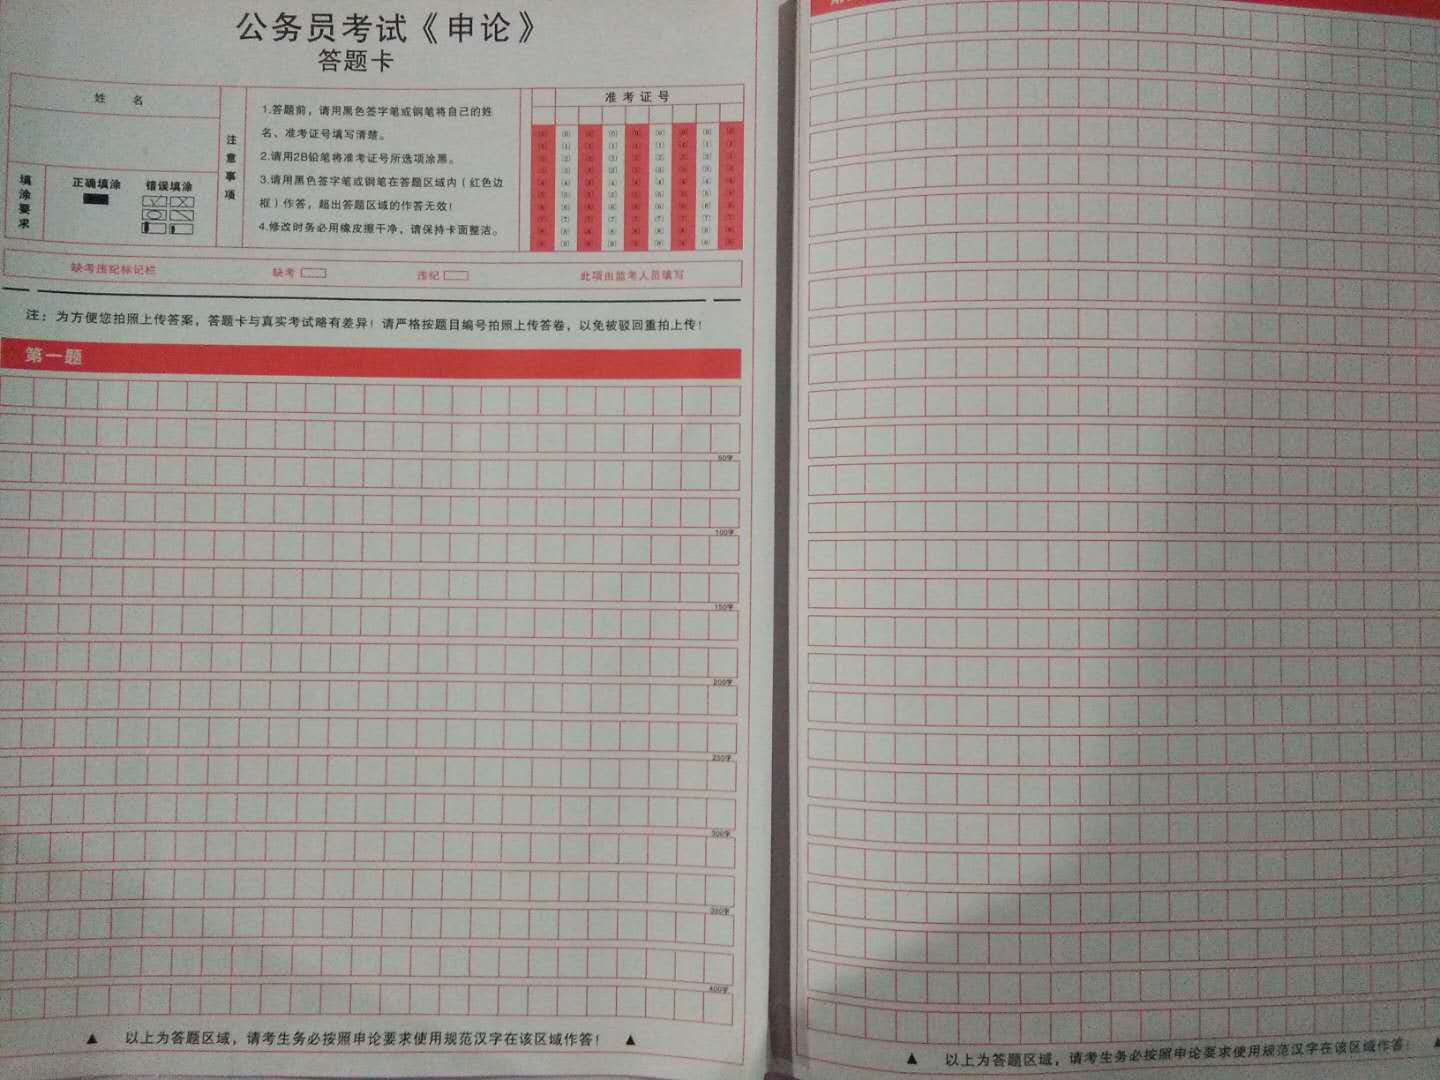 公务员考试《申论》
答题卡
姓 名
填涂要求
正确填涂
错误填涂
注意事项
1.答题前，请用黑色签字笔或钢笔将自己的姓
名、准考证号填写清楚。
2.请用2B铅笔将准考证号所选项涂黑。
3.请用黑色签字笔或钢笔在答题区域内（红色边
框）作答，超出答题区域的作答无效！
4.修改时务必用橡皮擦干净，请保持卡面整洁。
准考证号
缺考违纪标记栏
缺考
违纪
此项由监考人员填写
注：为方便您拍照上传答案，答题卡与真实考试略有差异！请严格按题目编号拍照上传答卷，以免被驳回重拍上传！
第一题
50字
100字
150字
200字
250字
300字
350字
400字
▲ 以上为答题区域，请考生务必按照申论要求使用规范汉字在该区域作答！ ▲
▲ 以上为答题区域，请考生务必按照申论要求使用规范汉字在该区域作答！ ▲